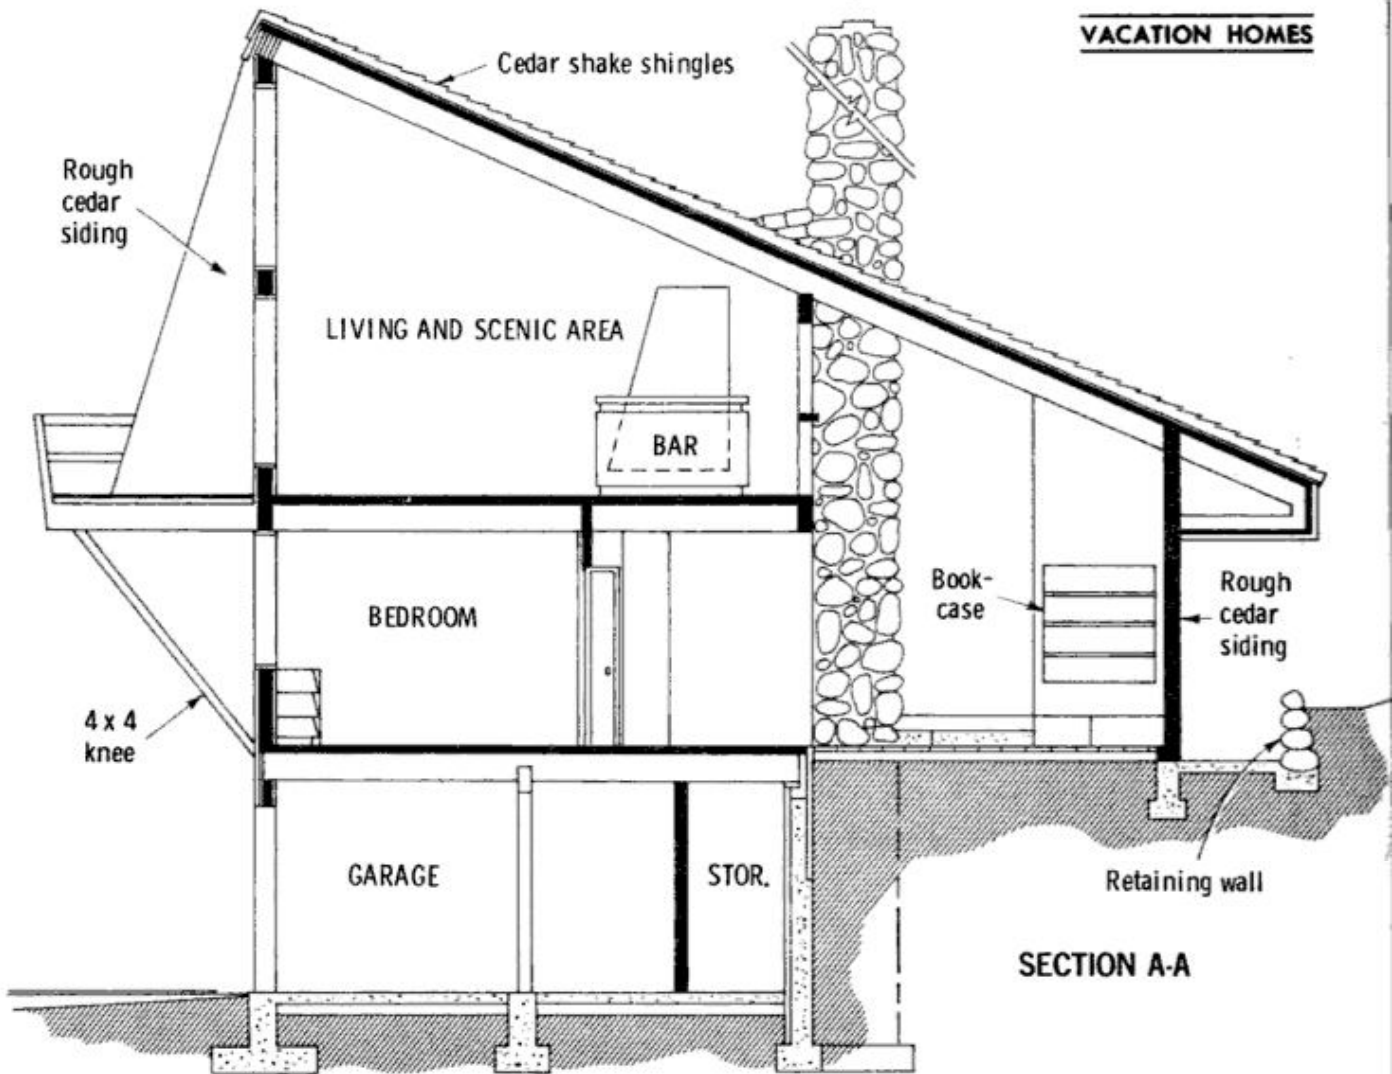 VACATION HOMES
Cedar shake shingles
Rough
cedar
siding
LIVING AND SCENIC AREA
BAR
BEDROOM
Book-
case
Rough
cedar
siding
4 x 4
knee
GARAGE
STOR.
Retaining wall
SECTION A-A